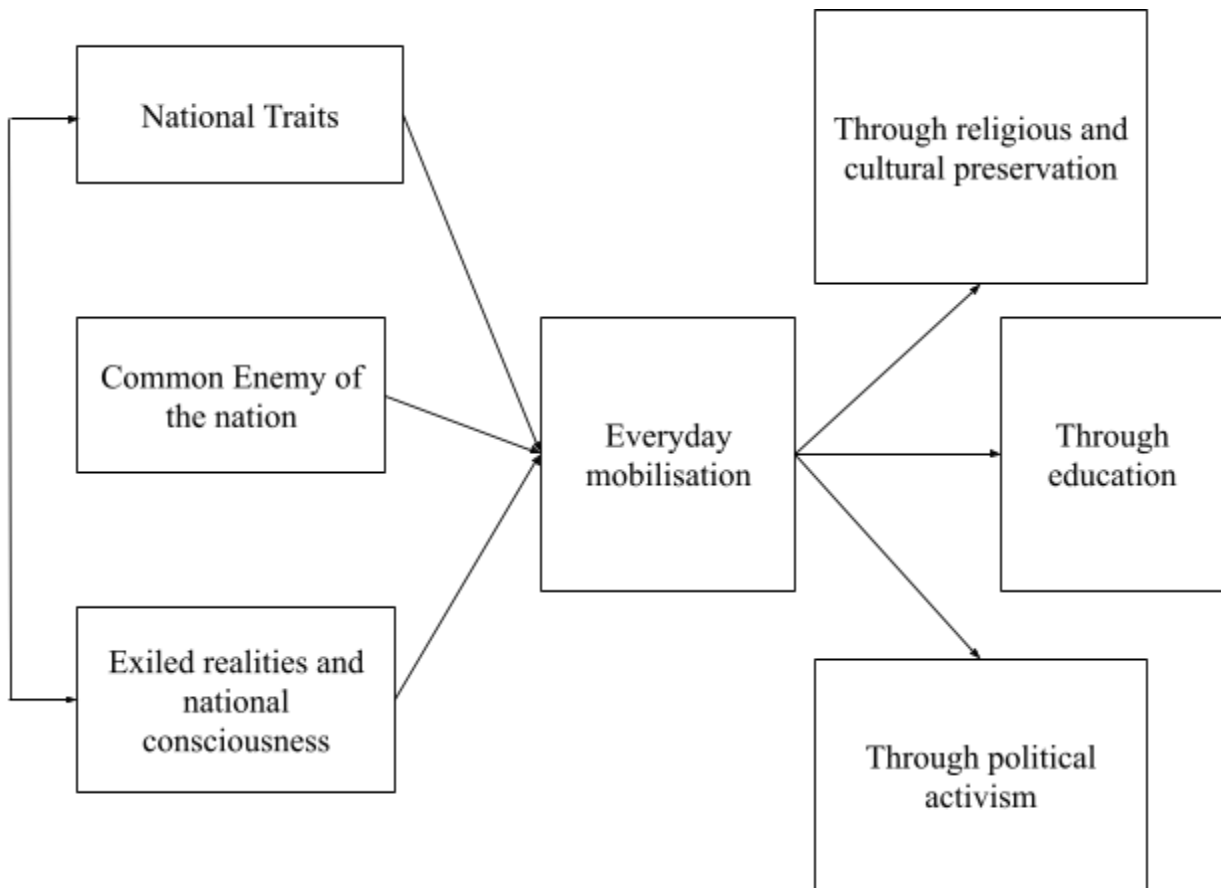 National Traits
Common Enemy of
the nation
Exiled realities and
national
consciousness
Everyday
mobilisation
Through religious and
cultural preservation
Through
education
Through political
activism